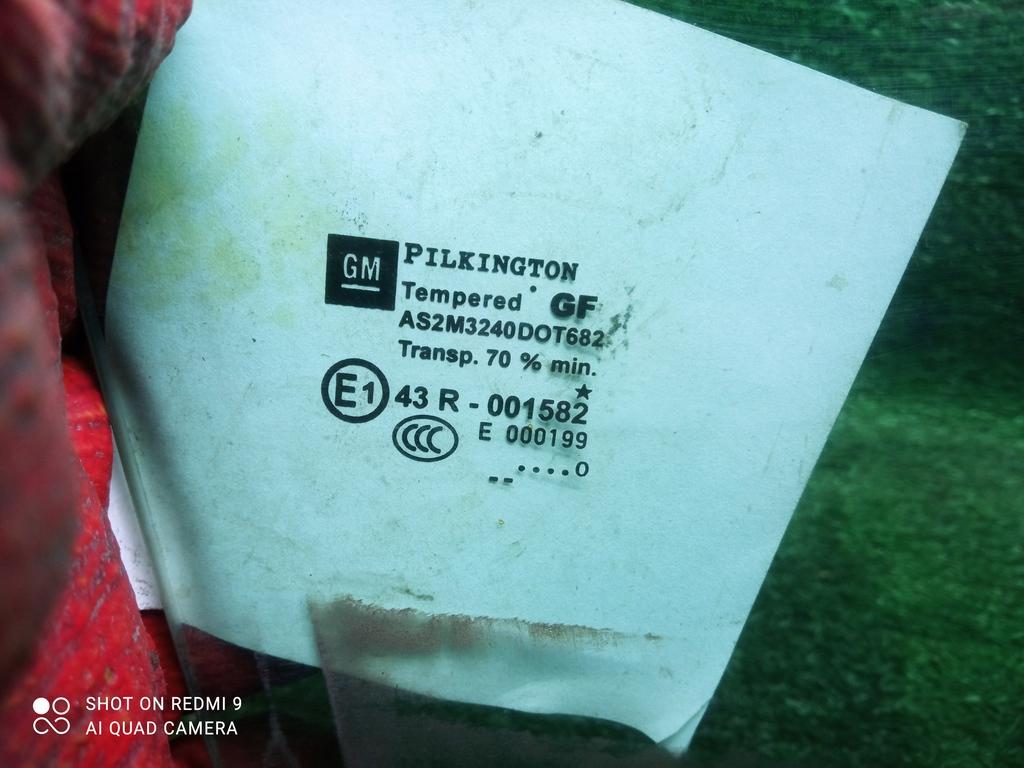 GM
PILKINGTON
Tempered GF
AS2M3240DOT682
Transp. 70 % min.
E1 43 R - 001582
CCC E 000199
....0
--
SHOT ON REDMI 9
AI QUAD CAMERA